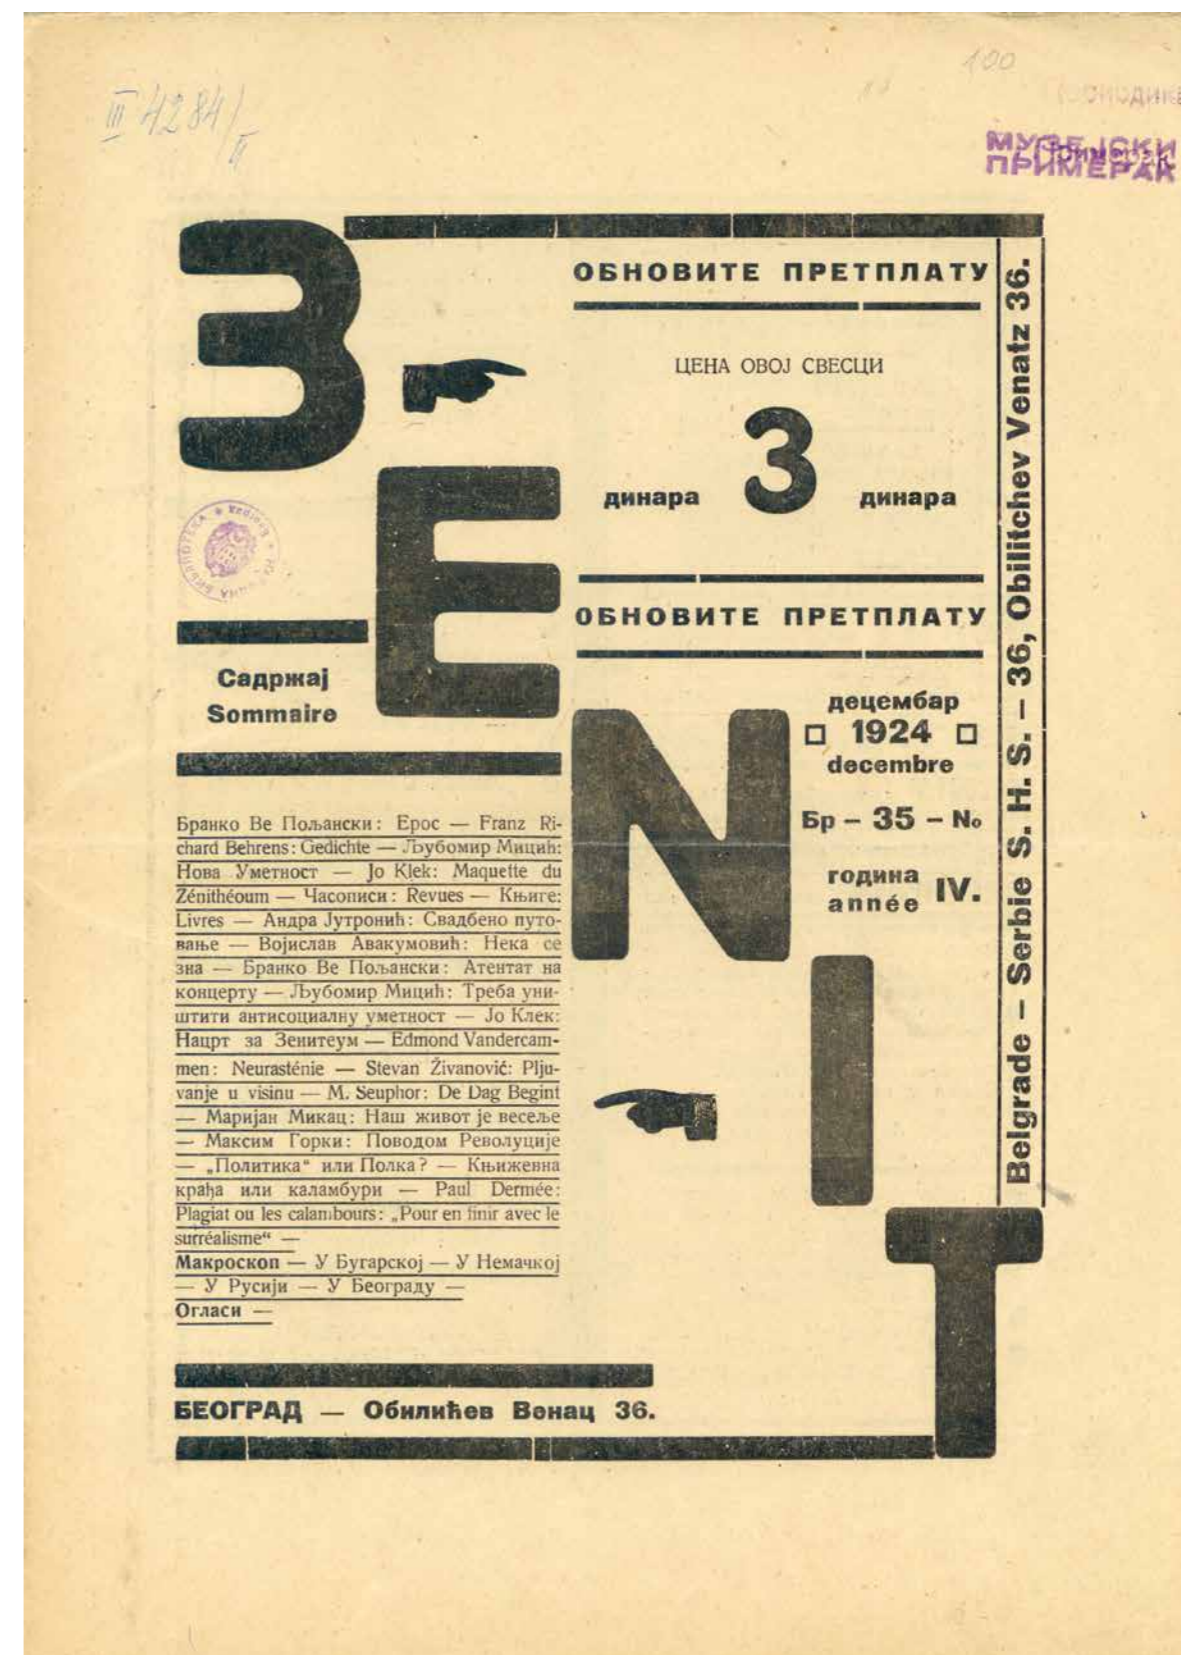 III 4284/II
100
МУЗЕЈСКИ
ПРИМЕРАК
ЗЕNIT
ОБНОВИТЕ ПРЕТПЛАТУ
ЦЕНА ОВОЈ СВЕСЦИ
динара 3 динара
ОБНОВИТЕ ПРЕТПЛАТУ
децембар
1924
decembre
Бр – 35 – No
година
année IV.
Belgrade – Serbie S. H. S. – 36, Obilitchev Venatz 36.
Садржај
Sommaire
Бранко Ве Пољански: Ерос — Franz Ri-
chard Behrens: Gedichte — Љубомир Мицић:
Нова Уметност — Jo Klek: Maquette du
Zénithéoum — Часописи: Revues — Књиге:
Livres — Андра Јутронић: Свадбено путо-
вање — Војислав Авакумовић: Нека се
зна — Бранко Ве Пољански: Атентат на
концерту — Љубомир Мицић: Треба уни-
штити антисоциалну уметност — Јо Клек:
Нацрт за Зенитеум — Edmond Vandercam-
men: Neurasténie — Stevan Živanović: Plju-
vanje u visinu — M. Seuphor: De Dag Begint
— Маријан Микац: Наш живот је весеље
— Максим Горки: Поводом Револуције
— „Политика“ или Полка? — Књижевна
крађа или каламбури — Paul Dermée:
Plagiat ou les calambours: „Pour en finir avec le
surréalisme“ —
Макроскоп — У Бугарској — У Немачкој
— У Русији — У Београду —
Огласи —
БЕОГРАД — Обилићев Венац 36.